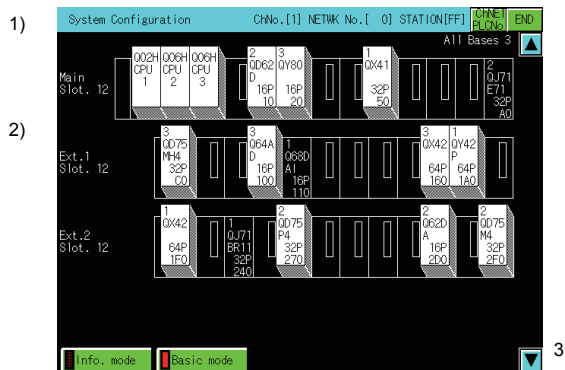 1)
System Configuration ChNo.[1] NETWK No.[ 0] STATION[FF] ChNET PLCNo END
All Bases 3
Main
Slot. 12
Q02H CPU 1
Q06H CPU 2
Q06H CPU 3
2 QD62 D 16P 10
3 QY80 16P 20
1 QX41 32P 50
2 QJ71 E71 32P A0
2)
Ext.1
Slot. 12
3 QD75 MH4 32P C0
3 Q64A D 16P 100
1 Q68D AI 16P 110
3 QX42 64P 160
1 QY42 P 64P 1A0
Ext.2
Slot. 12
1 QX42 64P 1F0
1 QJ71 BR11 32P 240
2 QD75 P4 32P 270
2 Q62D A 16P 2D0
2 QD75 M4 32P 2F0
Info. mode
Basic mode
3